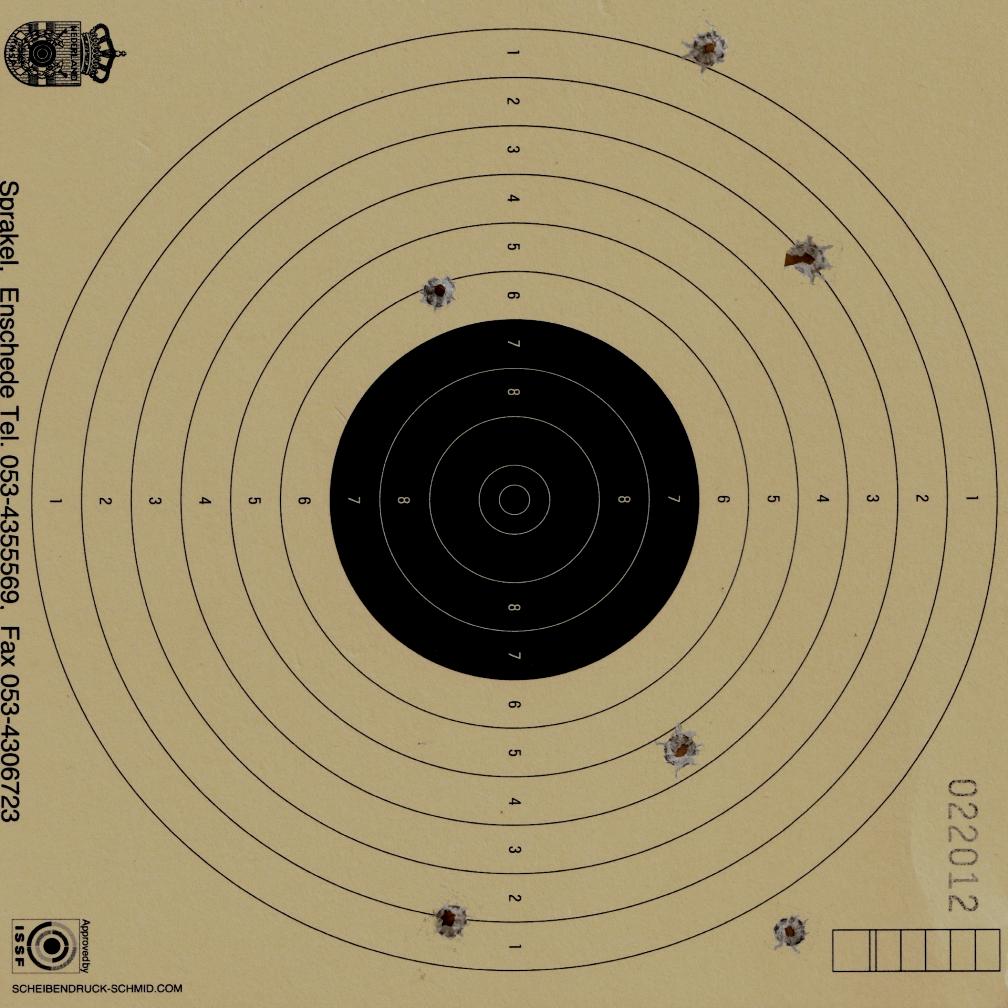 NEDERLAND
Sprakel, Enschede Tel. 053-4355569, Fax 053-4306723
1
2
3
4
5
6
7
8
1 2 3 4 5 6 7 8 8 7 6 5 4 3 2 1
8
7
6
5
4
3
2
1
022012
Approved by
ISSF
SCHEIBENDRUCK-SCHMID.COM